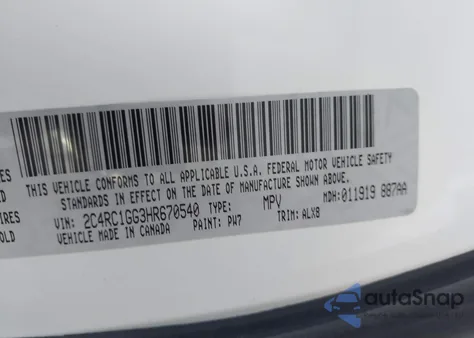 THIS VEHICLE CONFORMS TO ALL APPLICABLE U.S.A. FEDERAL MOTOR VEHICLE SAFETY
STANDARDS IN EFFECT ON THE DATE OF MANUFACTURE SHOWN ABOVE.
VIN: 2C4RC1GG3HR670540 TYPE: MPV MDH: 011919 887AA
VEHICLE MADE IN CANADA PAINT: PW7 TRIM: ALX8
autoSnap